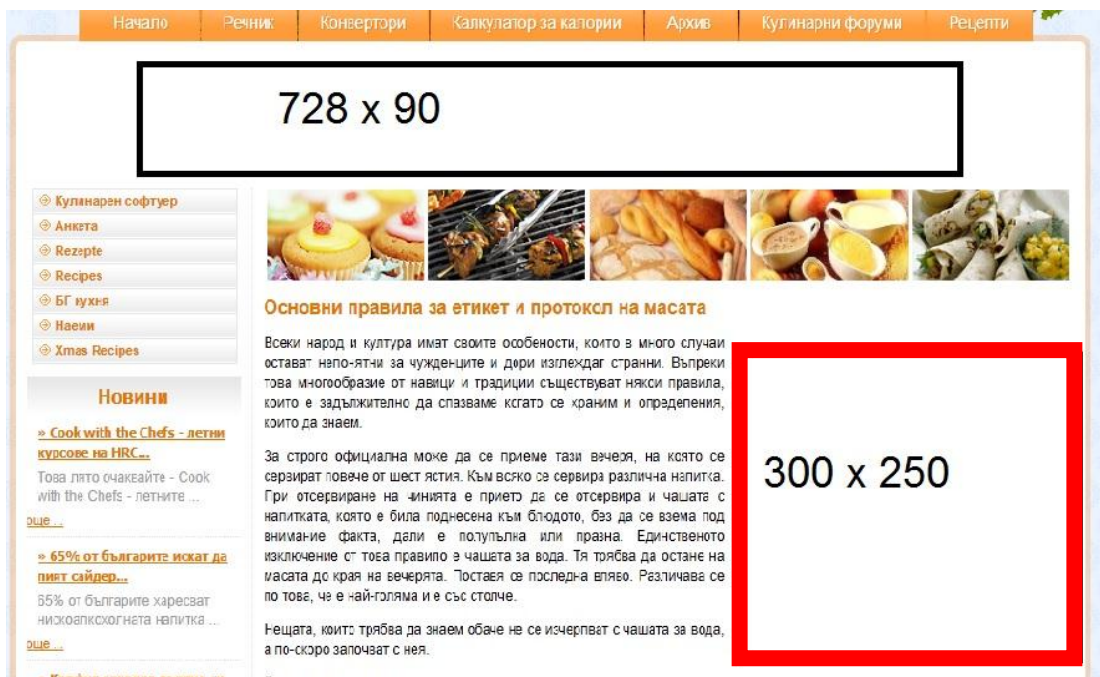 Начало Речник Конвертори Калкулатор за калории Архив Кулинарни форуми Рецепти
728 x 90
Кулинарен софтуер
Анкета
Rezepte
Recipes
БГ кухня
Наеми
Xmas Recipes
Новини
» Cook with the Chefs - летни
курсове на HRC...
Това лято очаквайте - Cook
with the Chefs - летните ...
още ...
» 65% от българите искат да
пият сайдер...
65% от българите харесват
нискоалкохолната напитка ...
още ...
Основни правила за етикет и протокол на масата
Всеки народ и култура имат своите особености, които в много случаи
остават непонятни за чужденците и дори изглеждат странни. Въпреки
това многообразие от навици и традиции съществуват някои правила,
които е задължително да спазваме когато се храним и определения,
които да знаем.
За строго официална може да се приеме тази вечеря, на която се
сервират повече от шест ястия. Към всяко се сервира различна напитка.
При отсервиране на чинията е прието да се отсервира и чашата с
напитката, която е била поднесена към блюдото, без да се взема под
внимание факта, дали е полупълна или празна. Единственото
изключение от това правило е чашата за вода. Тя трябва да остане на
масата до края на вечерята. Поставя се последна вляво. Различава се
по това, че е най-голяма и е със столче.
Нещата, които трябва да знаем обаче не се изчерпват с чашата за вода,
а по-скоро започват с нея.
300 x 250